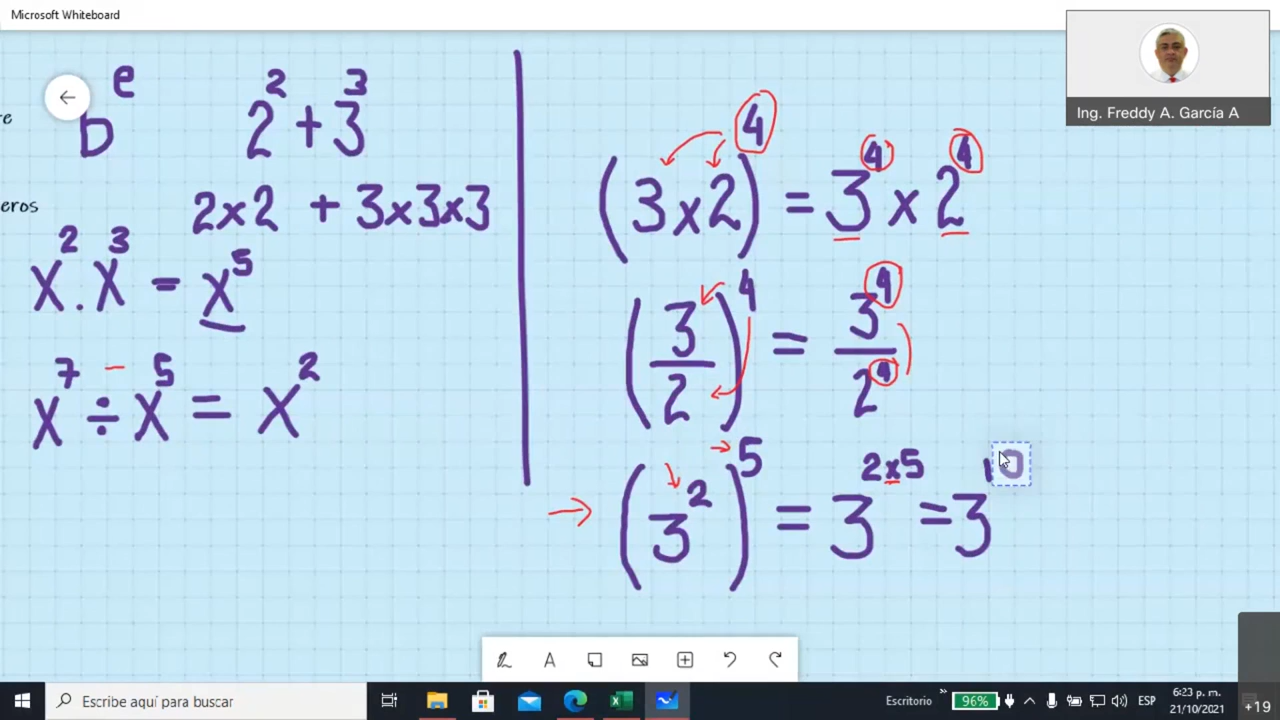 Microsoft Whiteboard
Ing. Freddy A. García A
re
b^e
2^2 + 3^3
eros
2x2 + 3x3x3
x^2 . x^3 = x^5
x^7 ÷ x^5 = x^2
−
(3x2)^4 = 3^4 x 2^4
(3/2)^4 = 3^4/2^4
→ (3^2)^5 = 3^2x5 = 3^10
A
Escribe aquí para buscar
Escritorio
96%
ESP
6:23 p. m.
21/10/2021
+19